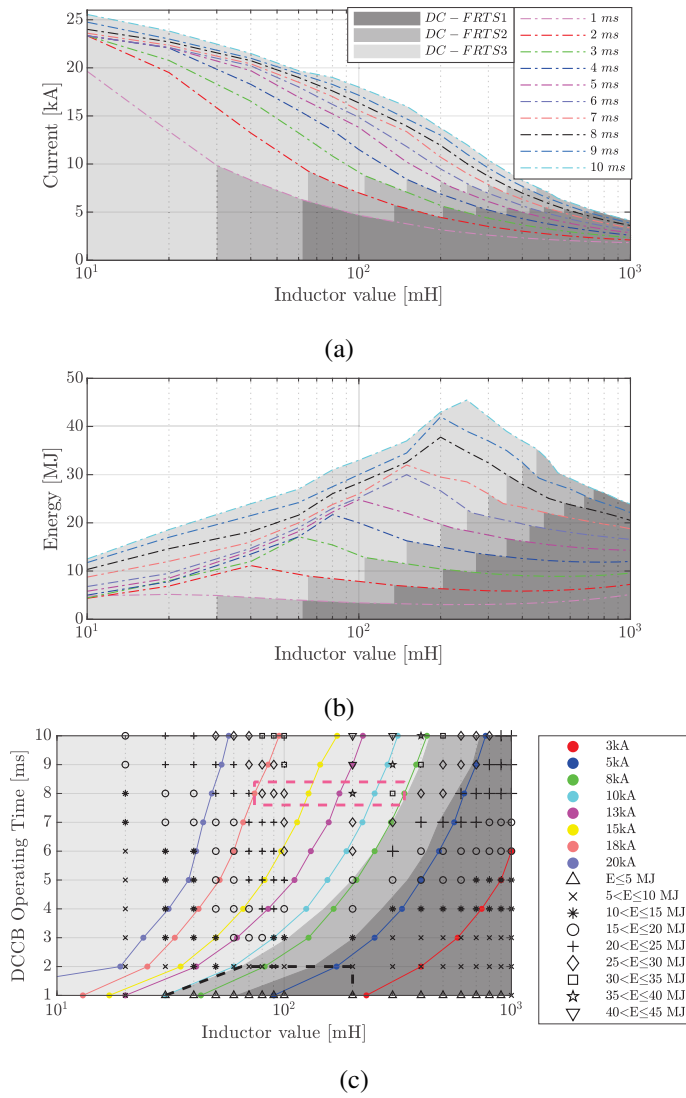 25
20
15
10
5
0
Current [kA]
10^1
10^2
10^3
Inductor value [mH]
DC − FRTS1
DC − FRTS2
DC − FRTS3
1 ms
2 ms
3 ms
4 ms
5 ms
6 ms
7 ms
8 ms
9 ms
10 ms
(a)
50
40
30
20
10
0
Energy [MJ]
10^1
10^2
10^3
Inductor value [mH]
(b)
10
9
8
7
6
5
4
3
2
1
DCCB Operating Time [ms]
10^1
10^2
10^3
Inductor value [mH]
3kA
5kA
8kA
10kA
13kA
15kA
18kA
20kA
E≤5 MJ
5<E≤10 MJ
10<E≤15 MJ
15<E≤20 MJ
20<E≤25 MJ
25<E≤30 MJ
30<E≤35 MJ
35<E≤40 MJ
40<E≤45 MJ
(c)